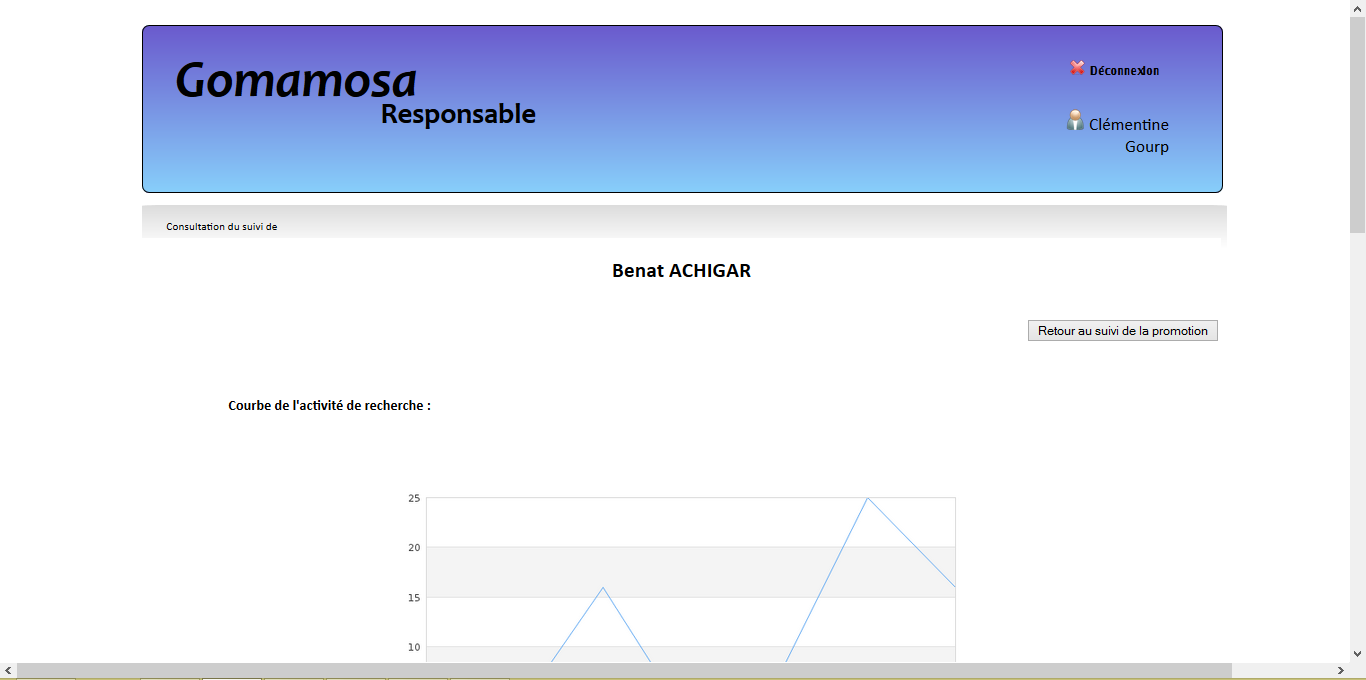 Gomamosa
Responsable
Déconnexion
Clémentine
Gourp
Consultation du suivi de
Benat ACHIGAR
Retour au suivi de la promotion
Courbe de l'activité de recherche :
25
20
15
10